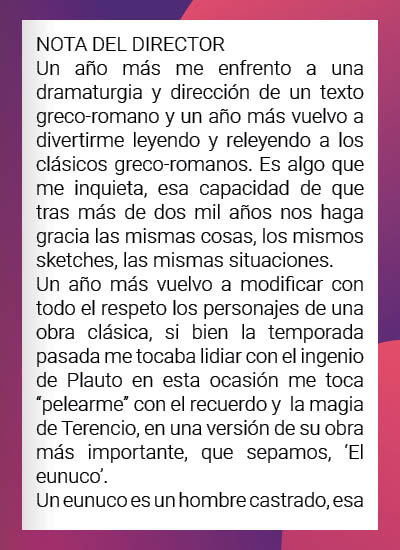 NOTA DEL DIRECTOR
Un año más me enfrento a una
dramaturgia y dirección de un texto
greco-romano y un año más vuelvo a
divertirme leyendo y releyendo a los
clásicos greco-romanos. Es algo que
me inquieta, esa capacidad de que
tras más de dos mil años nos haga
gracia las mismas cosas, los mismos
sketches, las mismas situaciones.
Un año más vuelvo a modificar con
todo el respeto los personajes de una
obra clásica, si bien la temporada
pasada me tocaba lidiar con el ingenio
de Plauto en esta ocasión me toca
“pelearme” con el recuerdo y  la magia
de Terencio, en una versión de su obra
más importante, que sepamos, ‘El
eunuco’.
Un eunuco es un hombre castrado, esa